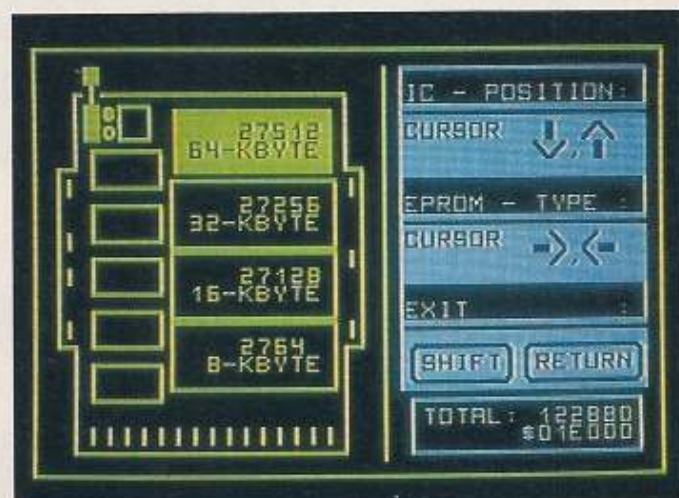 27512
64-KBYTE
27256
32-KBYTE
27128
16-KBYTE
2764
8-KBYTE
IC - POSITION:
CURSOR ↓,↑
EPROM - TYPE :
CURSOR →,←
EXIT :
SHIFT RETURN
TOTAL: 122880
$01E000